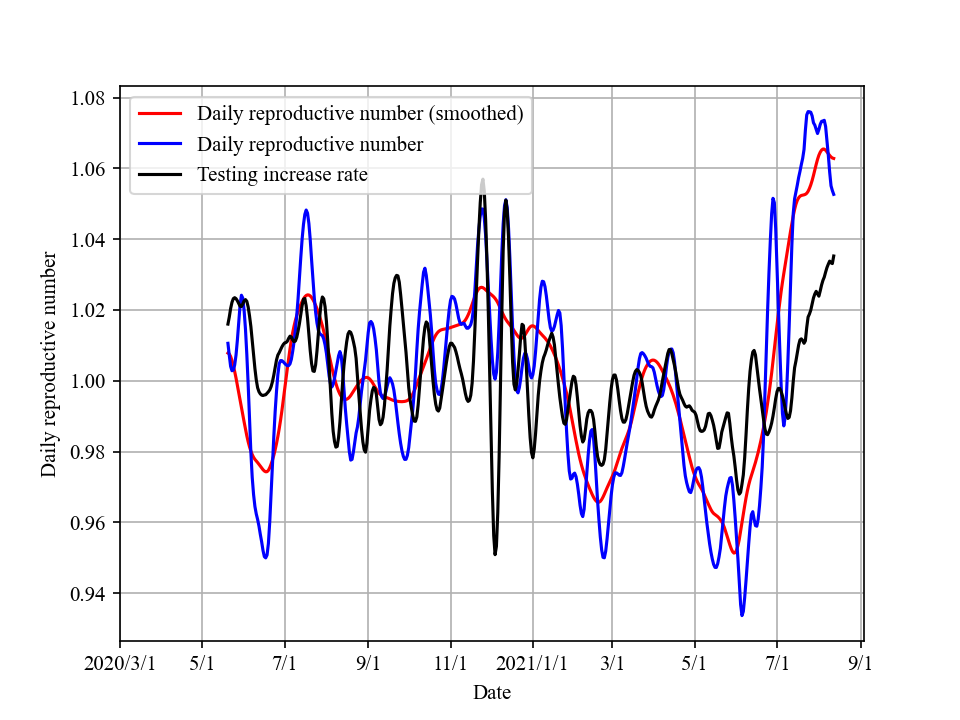 Daily reproductive number (smoothed)
Daily reproductive number
Testing increase rate
1.08
1.06
1.04
1.02
1.00
0.98
0.96
0.94
Daily reproductive number
2020/3/1 5/1 7/1 9/1 11/1 2021/1/1 3/1 5/1 7/1 9/1
Date